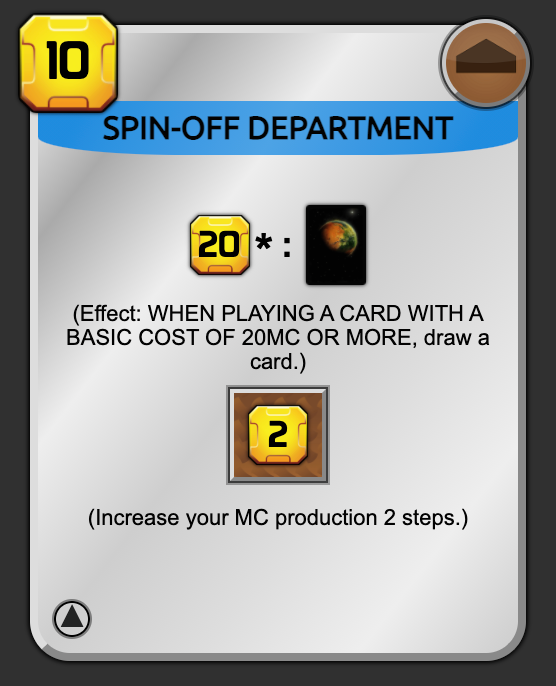 10
SPIN-OFF DEPARTMENT
20 * :
(Effect: WHEN PLAYING A CARD WITH A
BASIC COST OF 20MC OR MORE, draw a
card.)
2
(Increase your MC production 2 steps.)